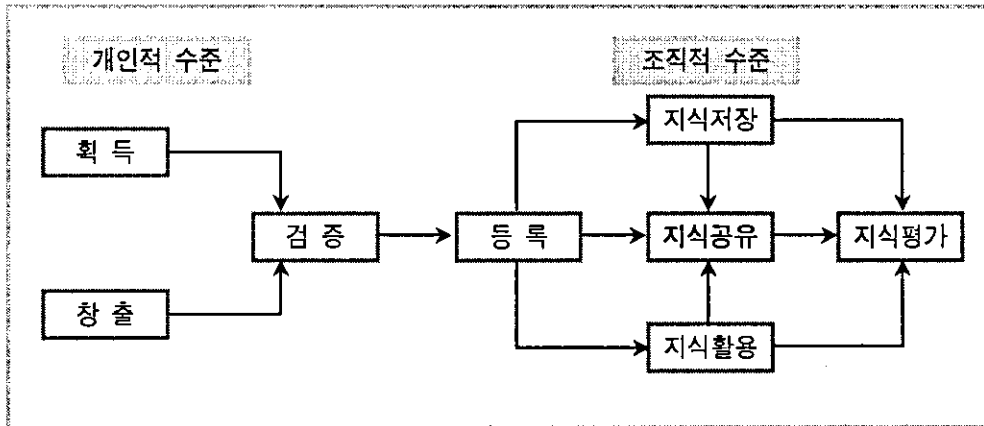 개인적 수준
조직적 수준
지식저장
획 득
검 증
등 록
지식공유
지식평가
창 출
지식활용